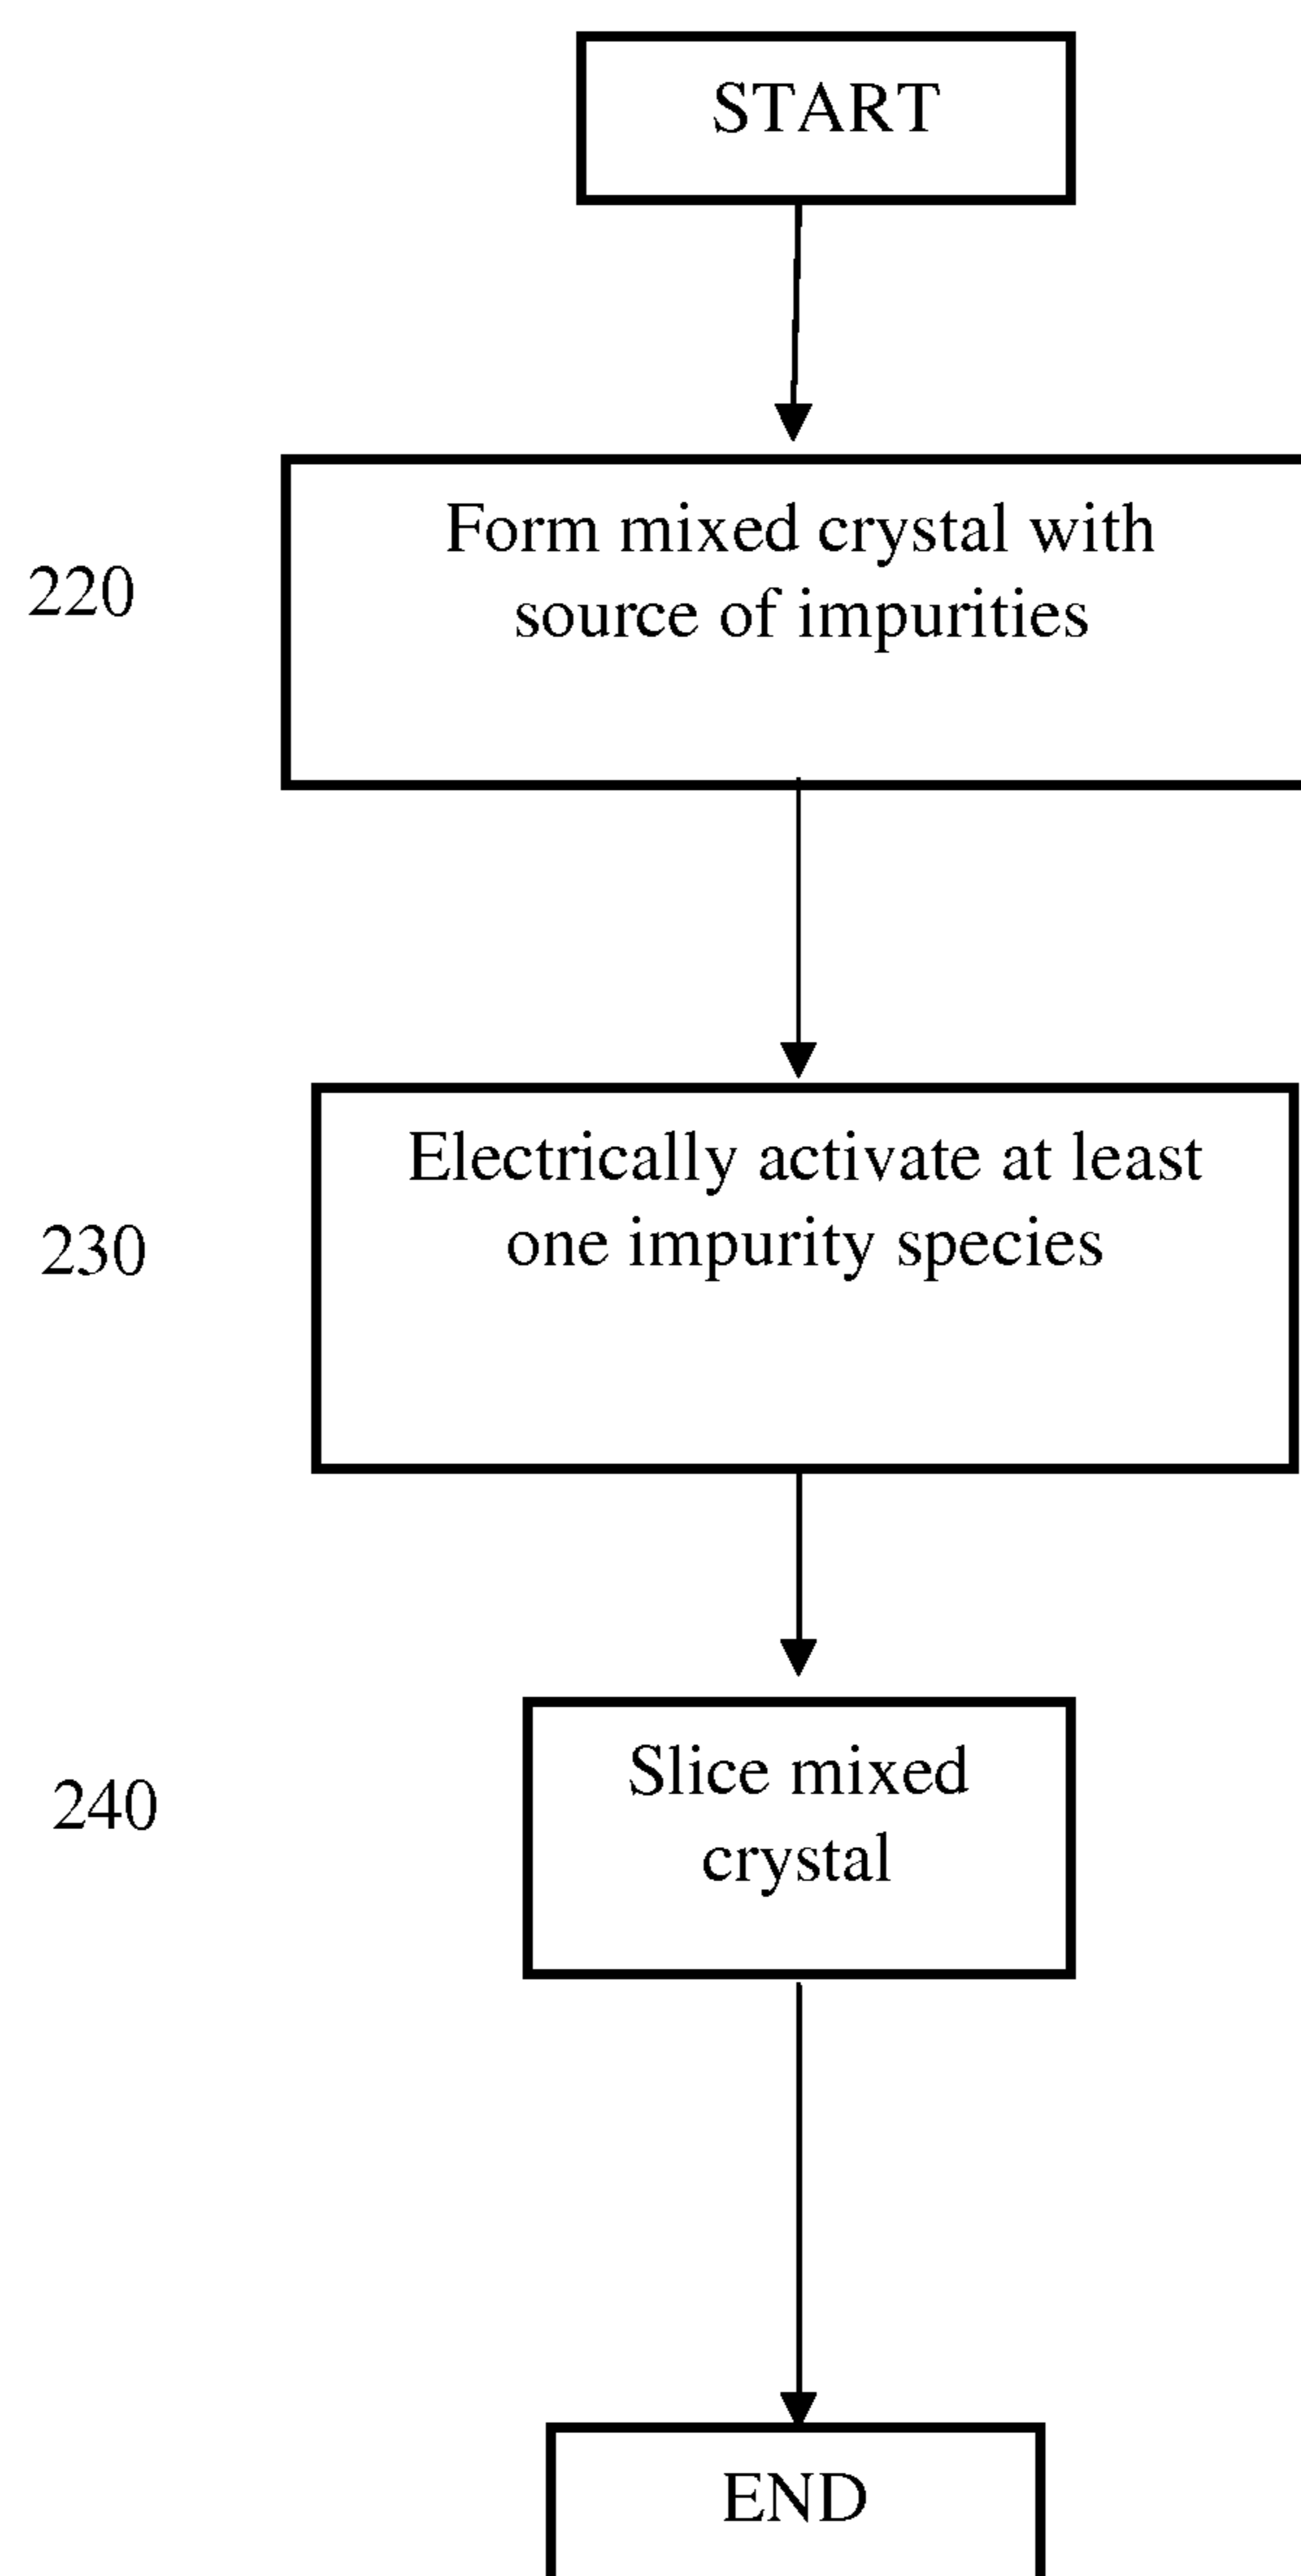 START
220
Form mixed crystal with
source of impurities
230
Electrically activate at least
one impurity species
240
Slice mixed
crystal
END